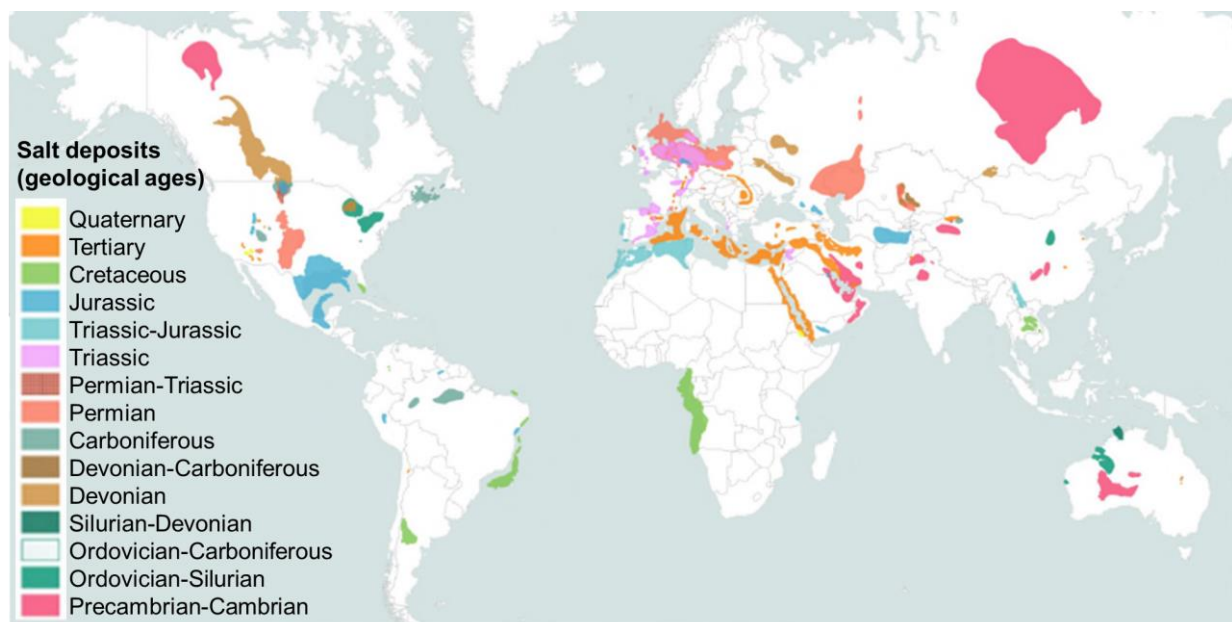 Salt deposits
(geological ages)
Quaternary
Tertiary
Cretaceous
Jurassic
Triassic-Jurassic
Triassic
Permian-Triassic
Permian
Carboniferous
Devonian-Carboniferous
Devonian
Silurian-Devonian
Ordovician-Carboniferous
Ordovician-Silurian
Precambrian-Cambrian